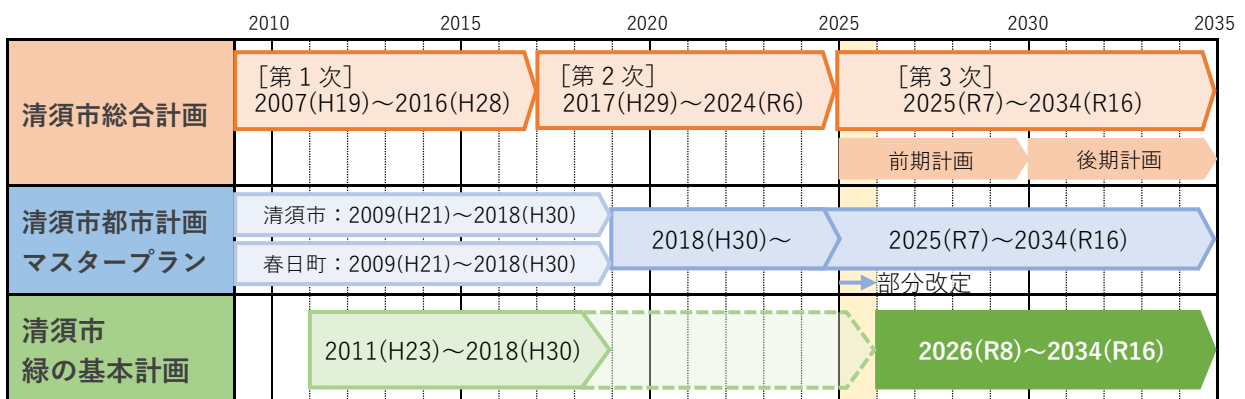 2010 2015 2020 2025 2030 2035
清須市総合計画
[第1次]
2007(H19)～2016(H28)
[第2次]
2017(H29)～2024(R6)
[第3次]
2025(R7)～2034(R16)
前期計画
後期計画
清須市都市計画
マスタープラン
清須市：2009(H21)～2018(H30)
春日町：2009(H21)～2018(H30)
2018(H30)～
2025(R7)～2034(R16)
部分改定
清須市
緑の基本計画
2011(H23)～2018(H30)
2026(R8)～2034(R16)